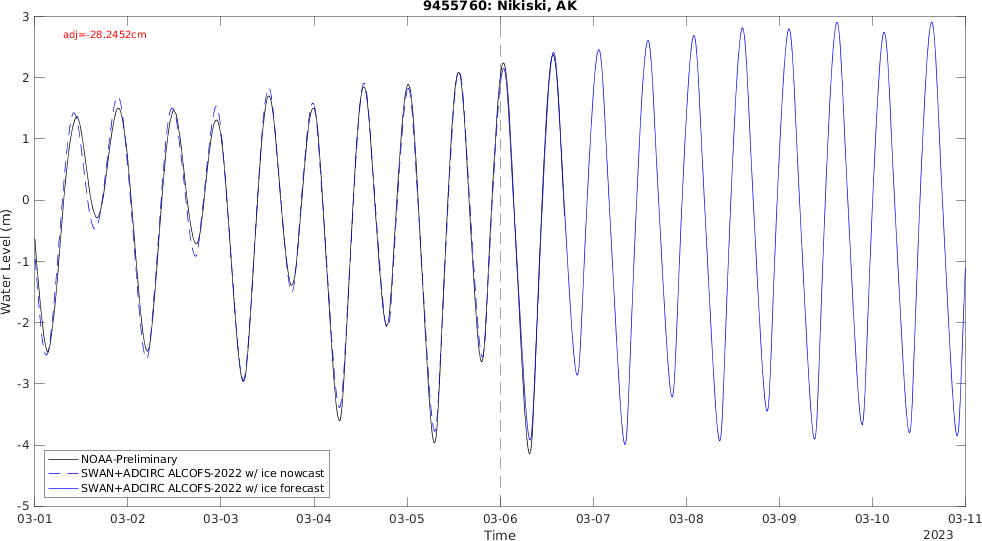 9455760: Nikiski, AK
adj=-28.2452cm
3
2
1
0
-1
-2
-3
-4
-5
Water Level (m)
NOAA-Preliminary
SWAN+ADCIRC ALCOFS-2022 w/ ice nowcast
SWAN+ADCIRC ALCOFS-2022 w/ ice forecast
03-01 03-02 03-03 03-04 03-05 03-06 03-07 03-08 03-09 03-10 03-11
Time
2023